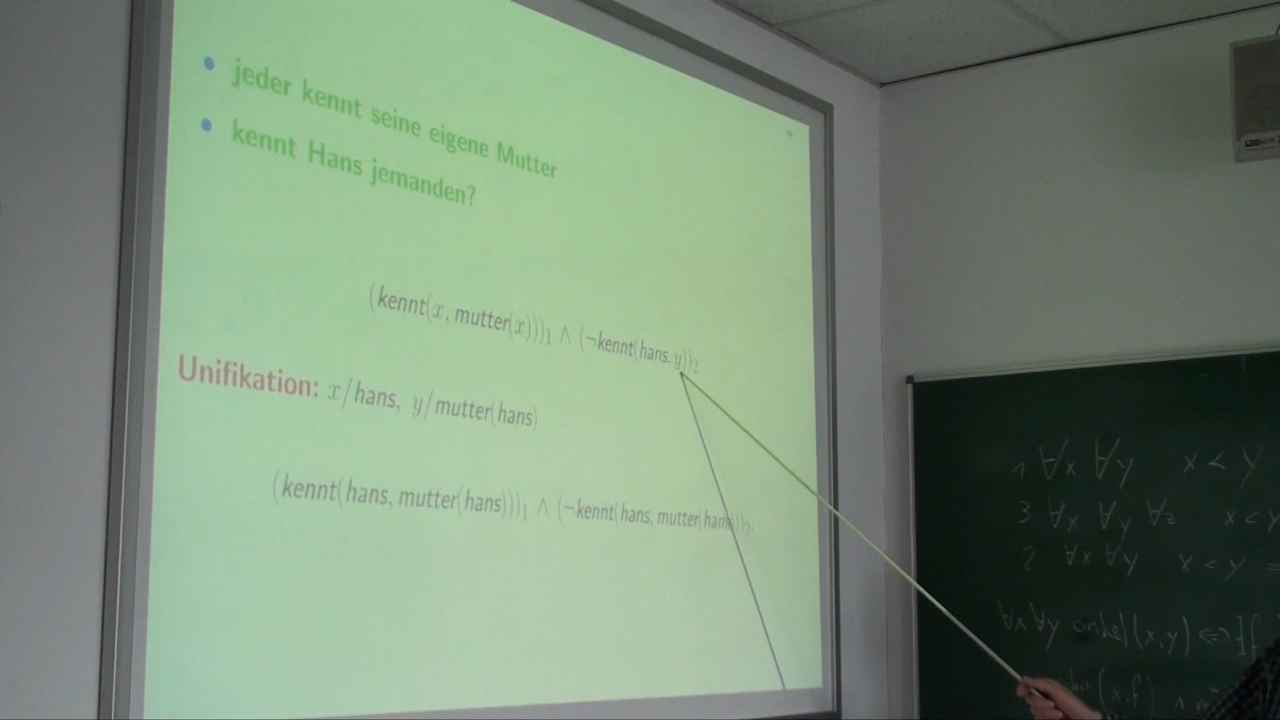 jeder kennt seine eigene Mutter
kennt Hans jemanden?
(kennt(x, mutter(x)))₁ ∧ (¬kennt(hans, y))₂
Unifikation: x/hans, y/mutter(hans)
(kennt(hans, mutter(hans)))₁ ∧ (¬kennt(hans, mutter(hans)))₂.
1 ∀x ∀y x < y
3 ∀x ∀y ∀z x < y
2 ∀x ∀y x < y =
∀x ∀y onkel(x,y) ⇔ ∃f
(x,f) ∧